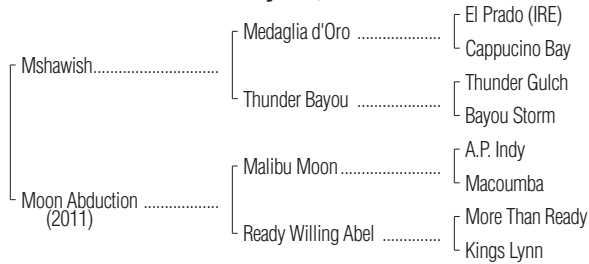 El Prado (IRE)
Medaglia d'Oro ...................
Cappucino Bay
Mshawish.............................
Thunder Gulch
Thunder Bayou ...................
Bayou Storm
A.P. Indy
Malibu Moon.......................
Macoumba
Moon Abduction .................
(2011)
More Than Ready
Ready Willing Abel .............
Kings Lynn